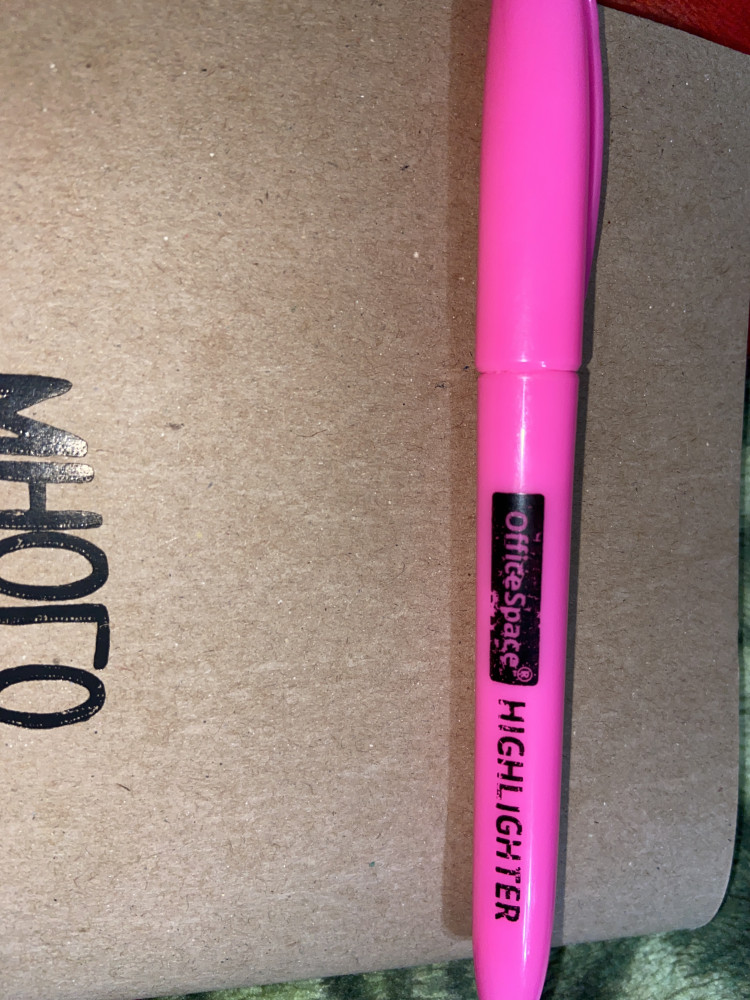 МНОГО
OfficeSpace®
HIGHLIGHTER